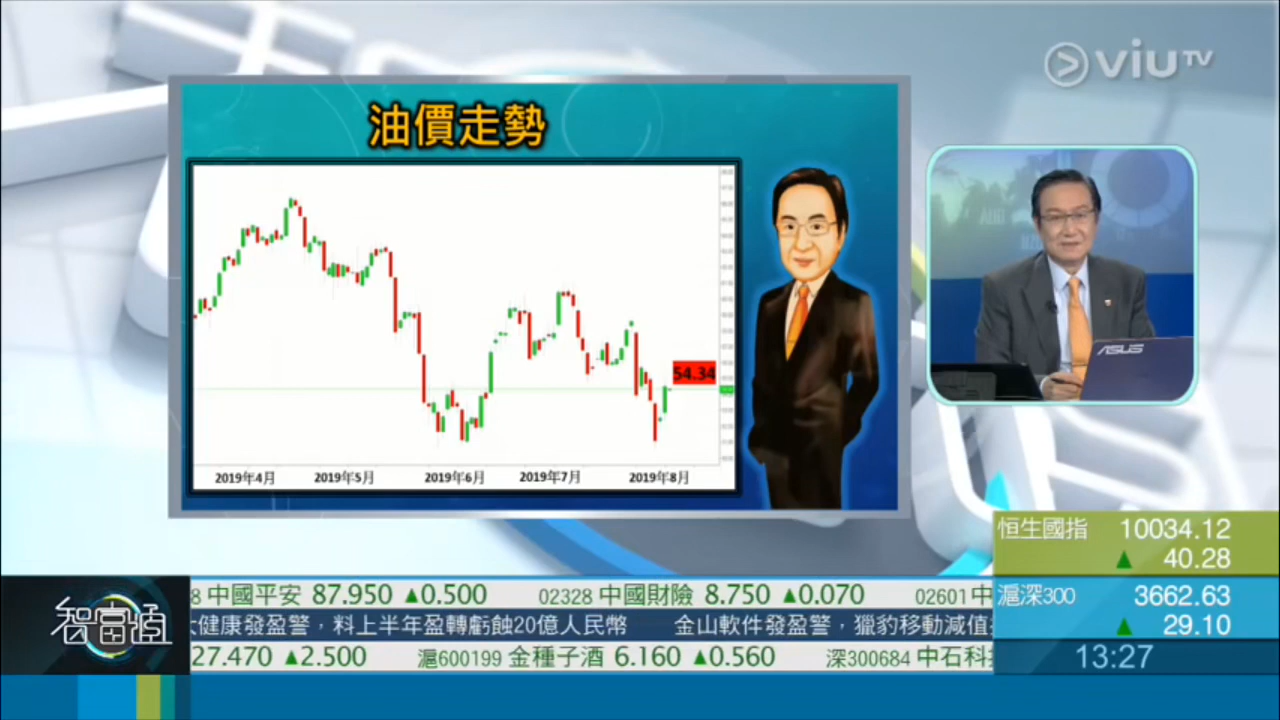 viuTV
油價走勢
54.34
2019年4月 2019年5月 2019年6月 2019年7月 2019年8月
ASUS
恒生國指 10034.12
▲ 40.28
8 中國平安 87.950 ▲0.500 02328 中國財險 8.750 ▲0.070 02601 中
滬深300 3662.63
▲ 29.10
智富通
大健康發盈警，料上半年盈轉虧蝕20億人民幣 金山軟件發盈警，獵豹移動減值
27.470 ▲2.500 滬600199 金種子酒 6.160 ▲0.560 深300684 中石科
13:27